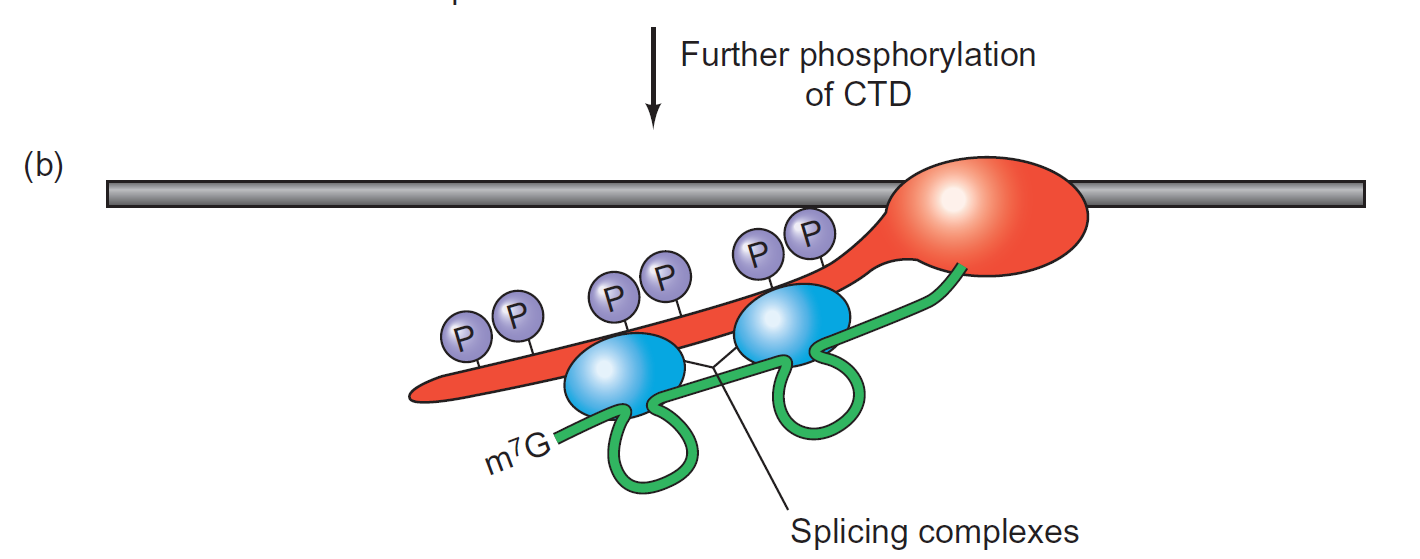 Further phosphorylation
of CTD
(b)
P
P
P
P
P
P
m⁷G
Splicing complexes